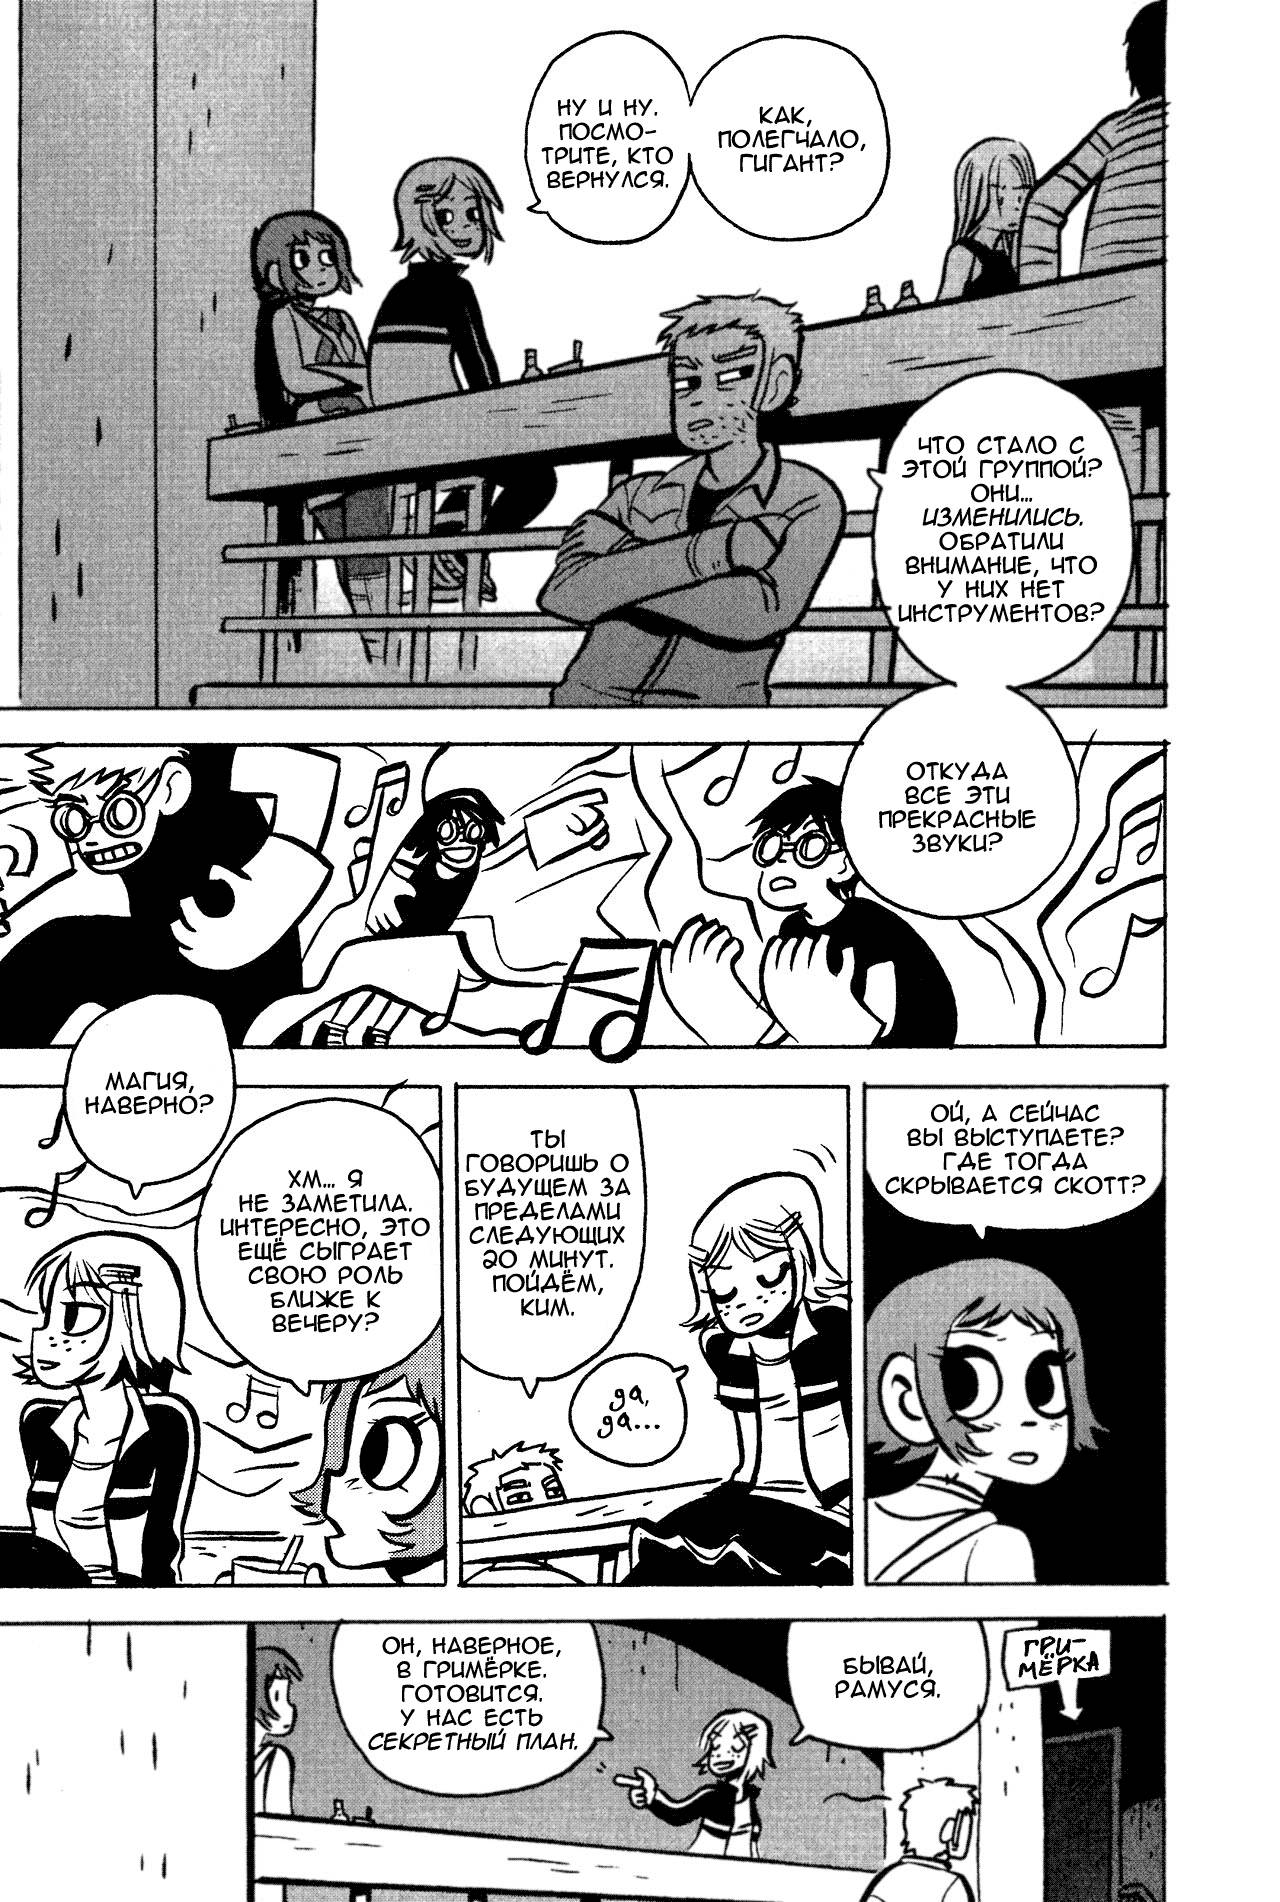 НУ И НУ.
ПОСМО-
ТРИТЕ, КТО
ВЕРНУЛСЯ.
КАК,
ПОЛЕГЧАЛО,
ГИГАНТ?
ЧТО СТАЛО С
ЭТОЙ ГРУППОЙ?
ОНИ...
ИЗМЕНИЛИСЬ.
ОБРАТИЛИ
ВНИМАНИЕ, ЧТО
У НИХ НЕТ
ИНСТРУМЕНТОВ?
ОТКУДА
ВСЕ ЭТИ
ПРЕКРАСНЫЕ
ЗВУКИ?
МАГИЯ,
НАВЕРНО?
ХМ... Я
НЕ ЗАМЕТИЛА.
ИНТЕРЕСНО, ЭТО
ЕЩЁ СЫГРАЕТ
СВОЮ РОЛЬ
БЛИЖЕ К
ВЕЧЕРУ?
ТЫ
ГОВОРИШЬ О
БУДУЩЕМ ЗА
ПРЕДЕЛАМИ
СЛЕДУЮЩИХ
20 МИНУТ.
ПОЙДЁМ,
КИМ.
да,
да...
ОЙ, А СЕЙЧАС
ВЫ ВЫСТУПАЕТЕ?
ГДЕ ТОГДА
СКРЫВАЕТСЯ СКОТТ?
ОН, НАВЕРНОЕ,
В ГРИМЁРКЕ.
ГОТОВИТСЯ.
У НАС ЕСТЬ
СЕКРЕТНЫЙ ПЛАН.
БЫВАЙ,
РАМУСЯ.
ГРИ-
МЁРКА